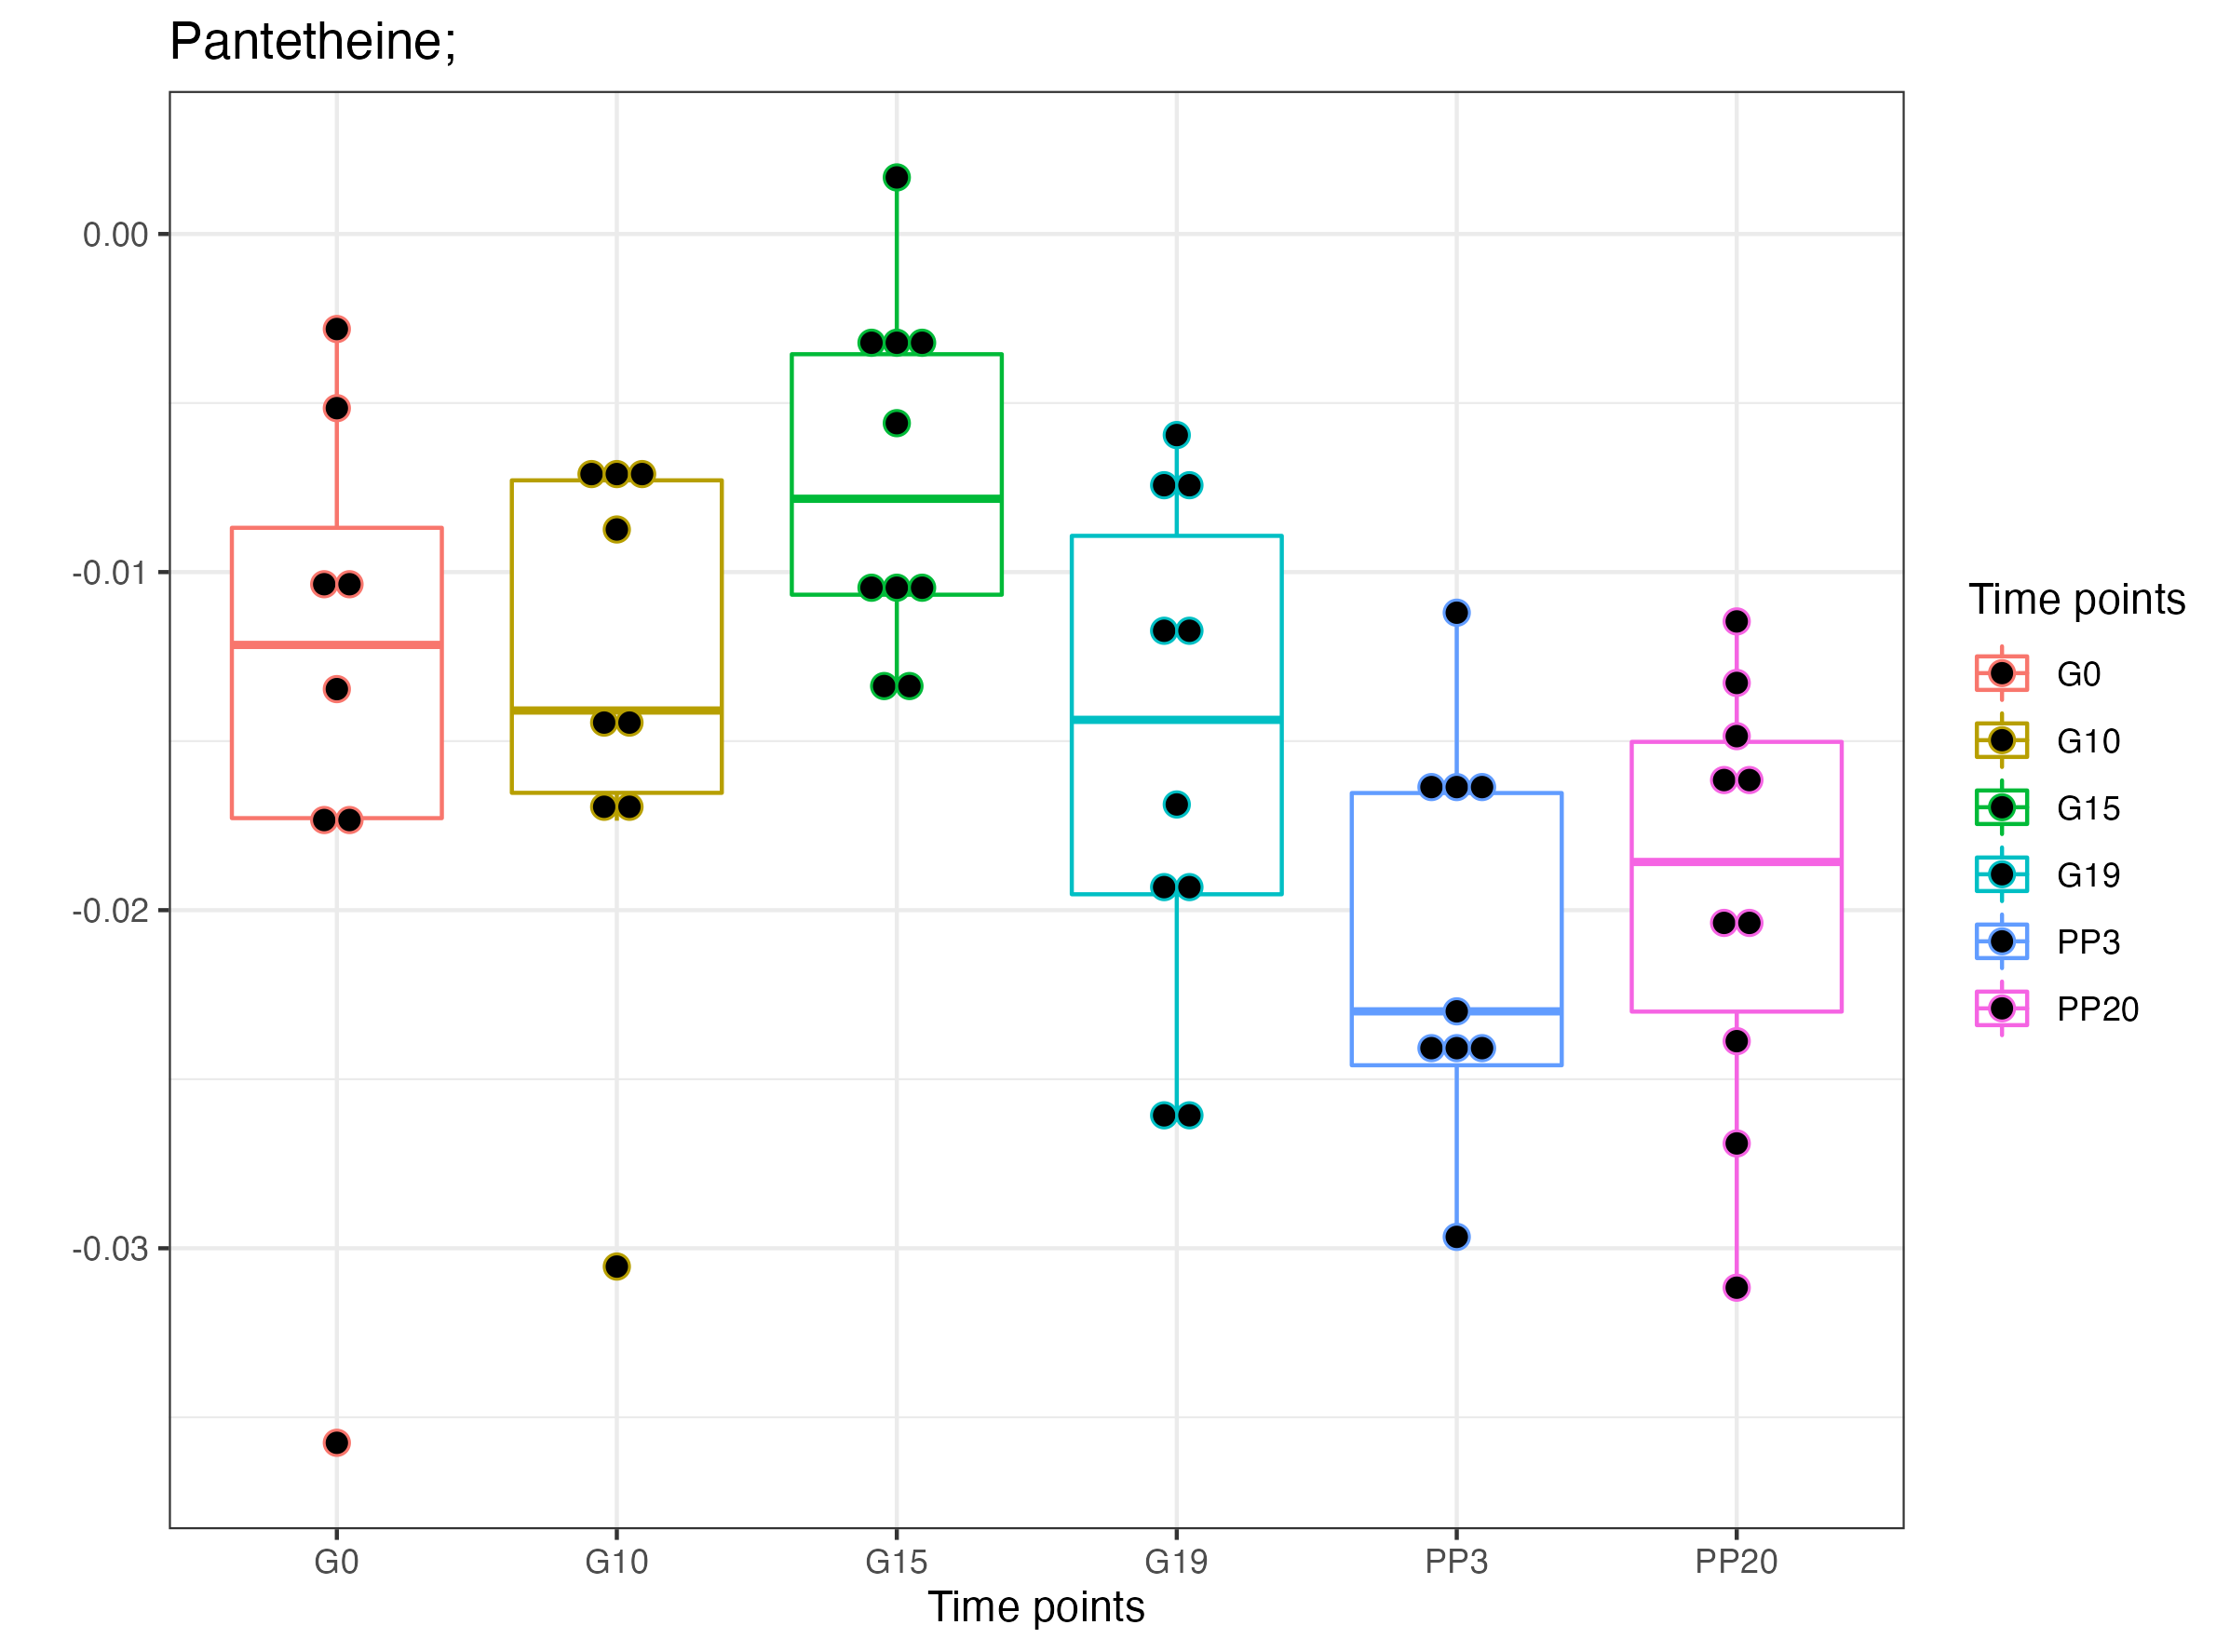 Pantetheine;
0.00
-0.01
-0.02
-0.03
G0 G10 G15 G19 PP3 PP20
Time points
Time points
G0
G10
G15
G19
PP3
PP20